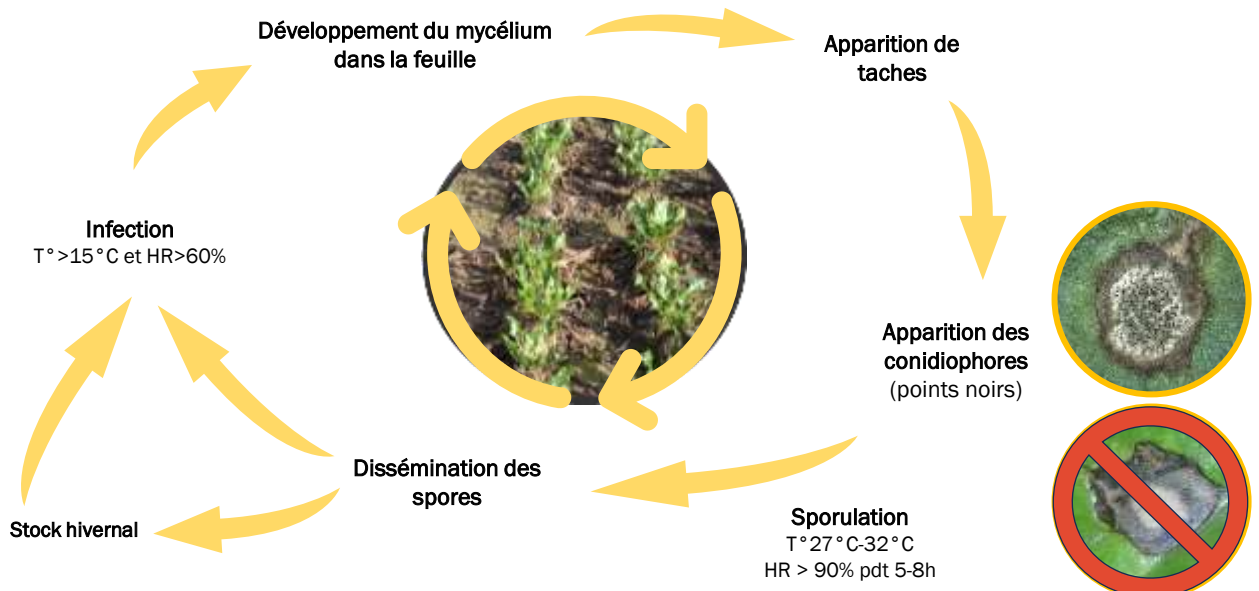 Développement du mycélium
dans la feuille
Apparition de
taches
Infection
T°>15°C et HR>60%
Apparition des
conidiophores
(points noirs)
Dissémination des
spores
Stock hivernal
Sporulation
T°27°C-32°C
HR > 90% pdt 5-8h